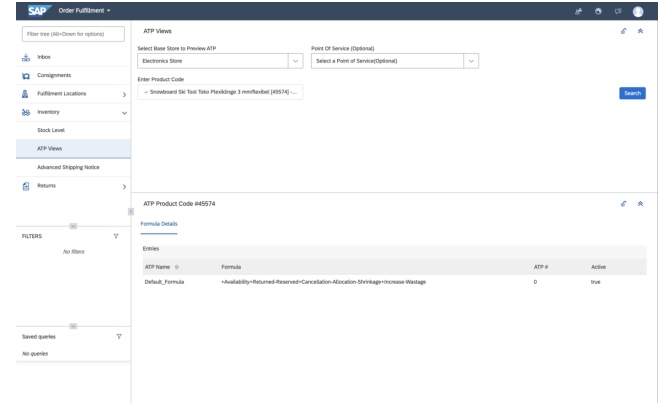 SAP Order Fulfillment
Filter tree (Alt+Down for options)
Inbox
Consignments
Fulfillment Locations
Inventory
Stock Level
ATP Views
Advanced Shipping Notice
Returns
FILTERS
No filters
Saved queries
No queries
ATP Views
Select Base Store to Preview ATP
Point Of Service (Optional)
Electronics Store
Select a Point of Service(Optional)
Enter Product Code
Snowboard Ski Tool Toko Plexiklinge 3 mm/flexibel [45574] -...
Search
ATP Product Code #45574
Formula Details
Entries
ATP Name Formula ATP # Active
Default_Formula +Availability+Returned-Reserved+Cancellation-Allocation-Shrinkage+Increase-Wastage 0 true